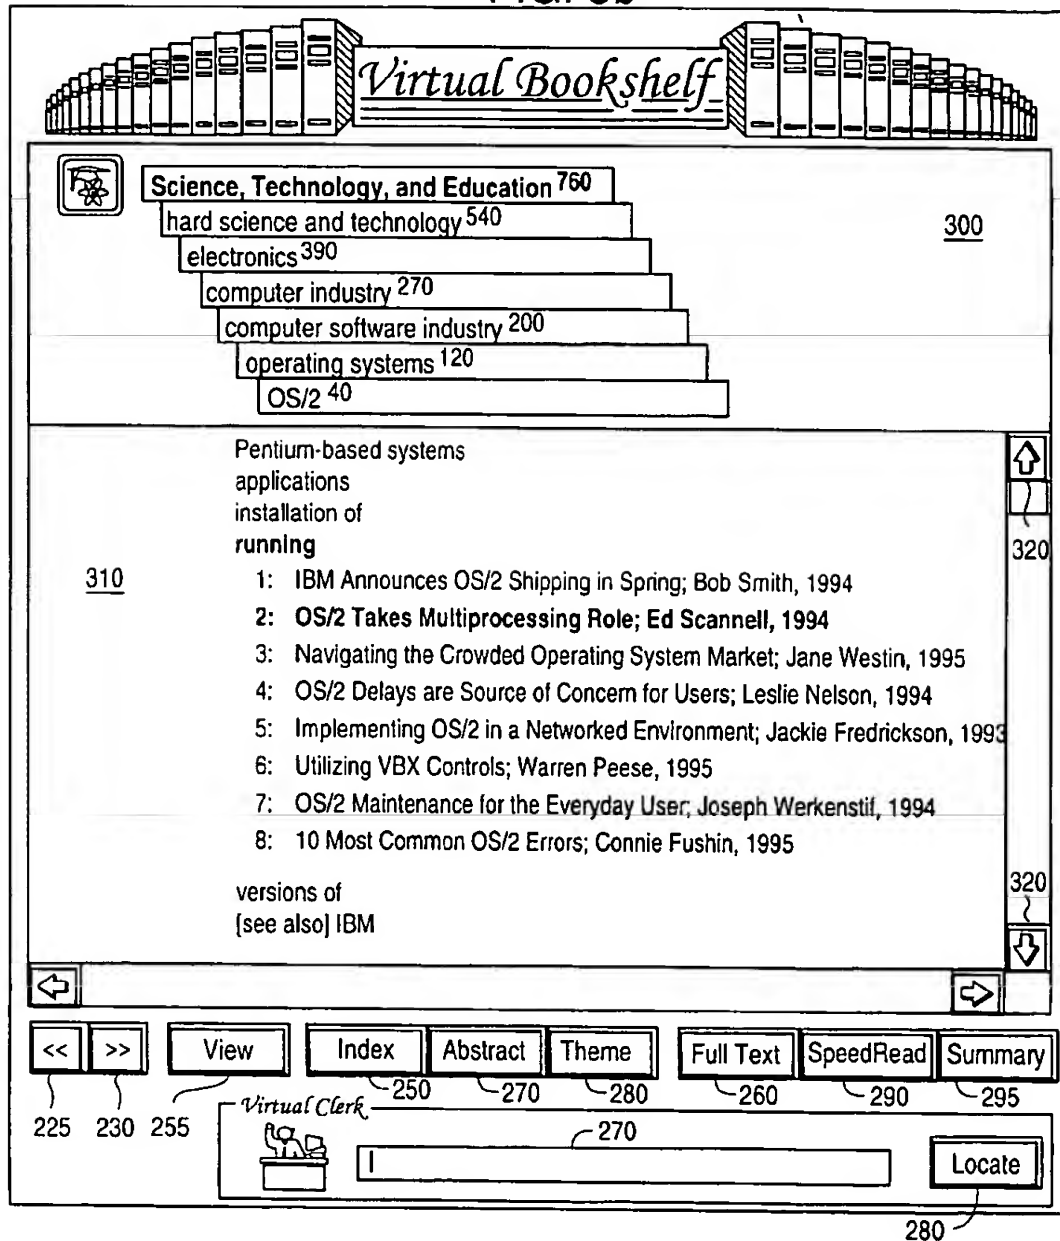 Virtual Bookshelf
Science, Technology, and Education 760
hard science and technology 540
300
electronics 390
computer industry 270
computer software industry 200
operating systems 120
OS/2 40
Pentium-based systems
applications
installation of
running
320
310
1: IBM Announces OS/2 Shipping in Spring; Bob Smith, 1994
2: OS/2 Takes Multiprocessing Role; Ed Scannell, 1994
3: Navigating the Crowded Operating System Market; Jane Westin, 1995
4: OS/2 Delays are Source of Concern for Users; Leslie Nelson, 1994
5: Implementing OS/2 in a Networked Environment; Jackie Fredrickson, 1993
6: Utilizing VBX Controls; Warren Peese, 1995
7: OS/2 Maintenance for the Everyday User; Joseph Werkenstif, 1994
8: 10 Most Common OS/2 Errors; Connie Fushin, 1995
320
versions of
[see also] IBM
<< >> View Index Abstract Theme Full Text SpeedRead Summary
225 230 255 250 270 280 260 290 295
Virtual Clerk
270
Locate
280